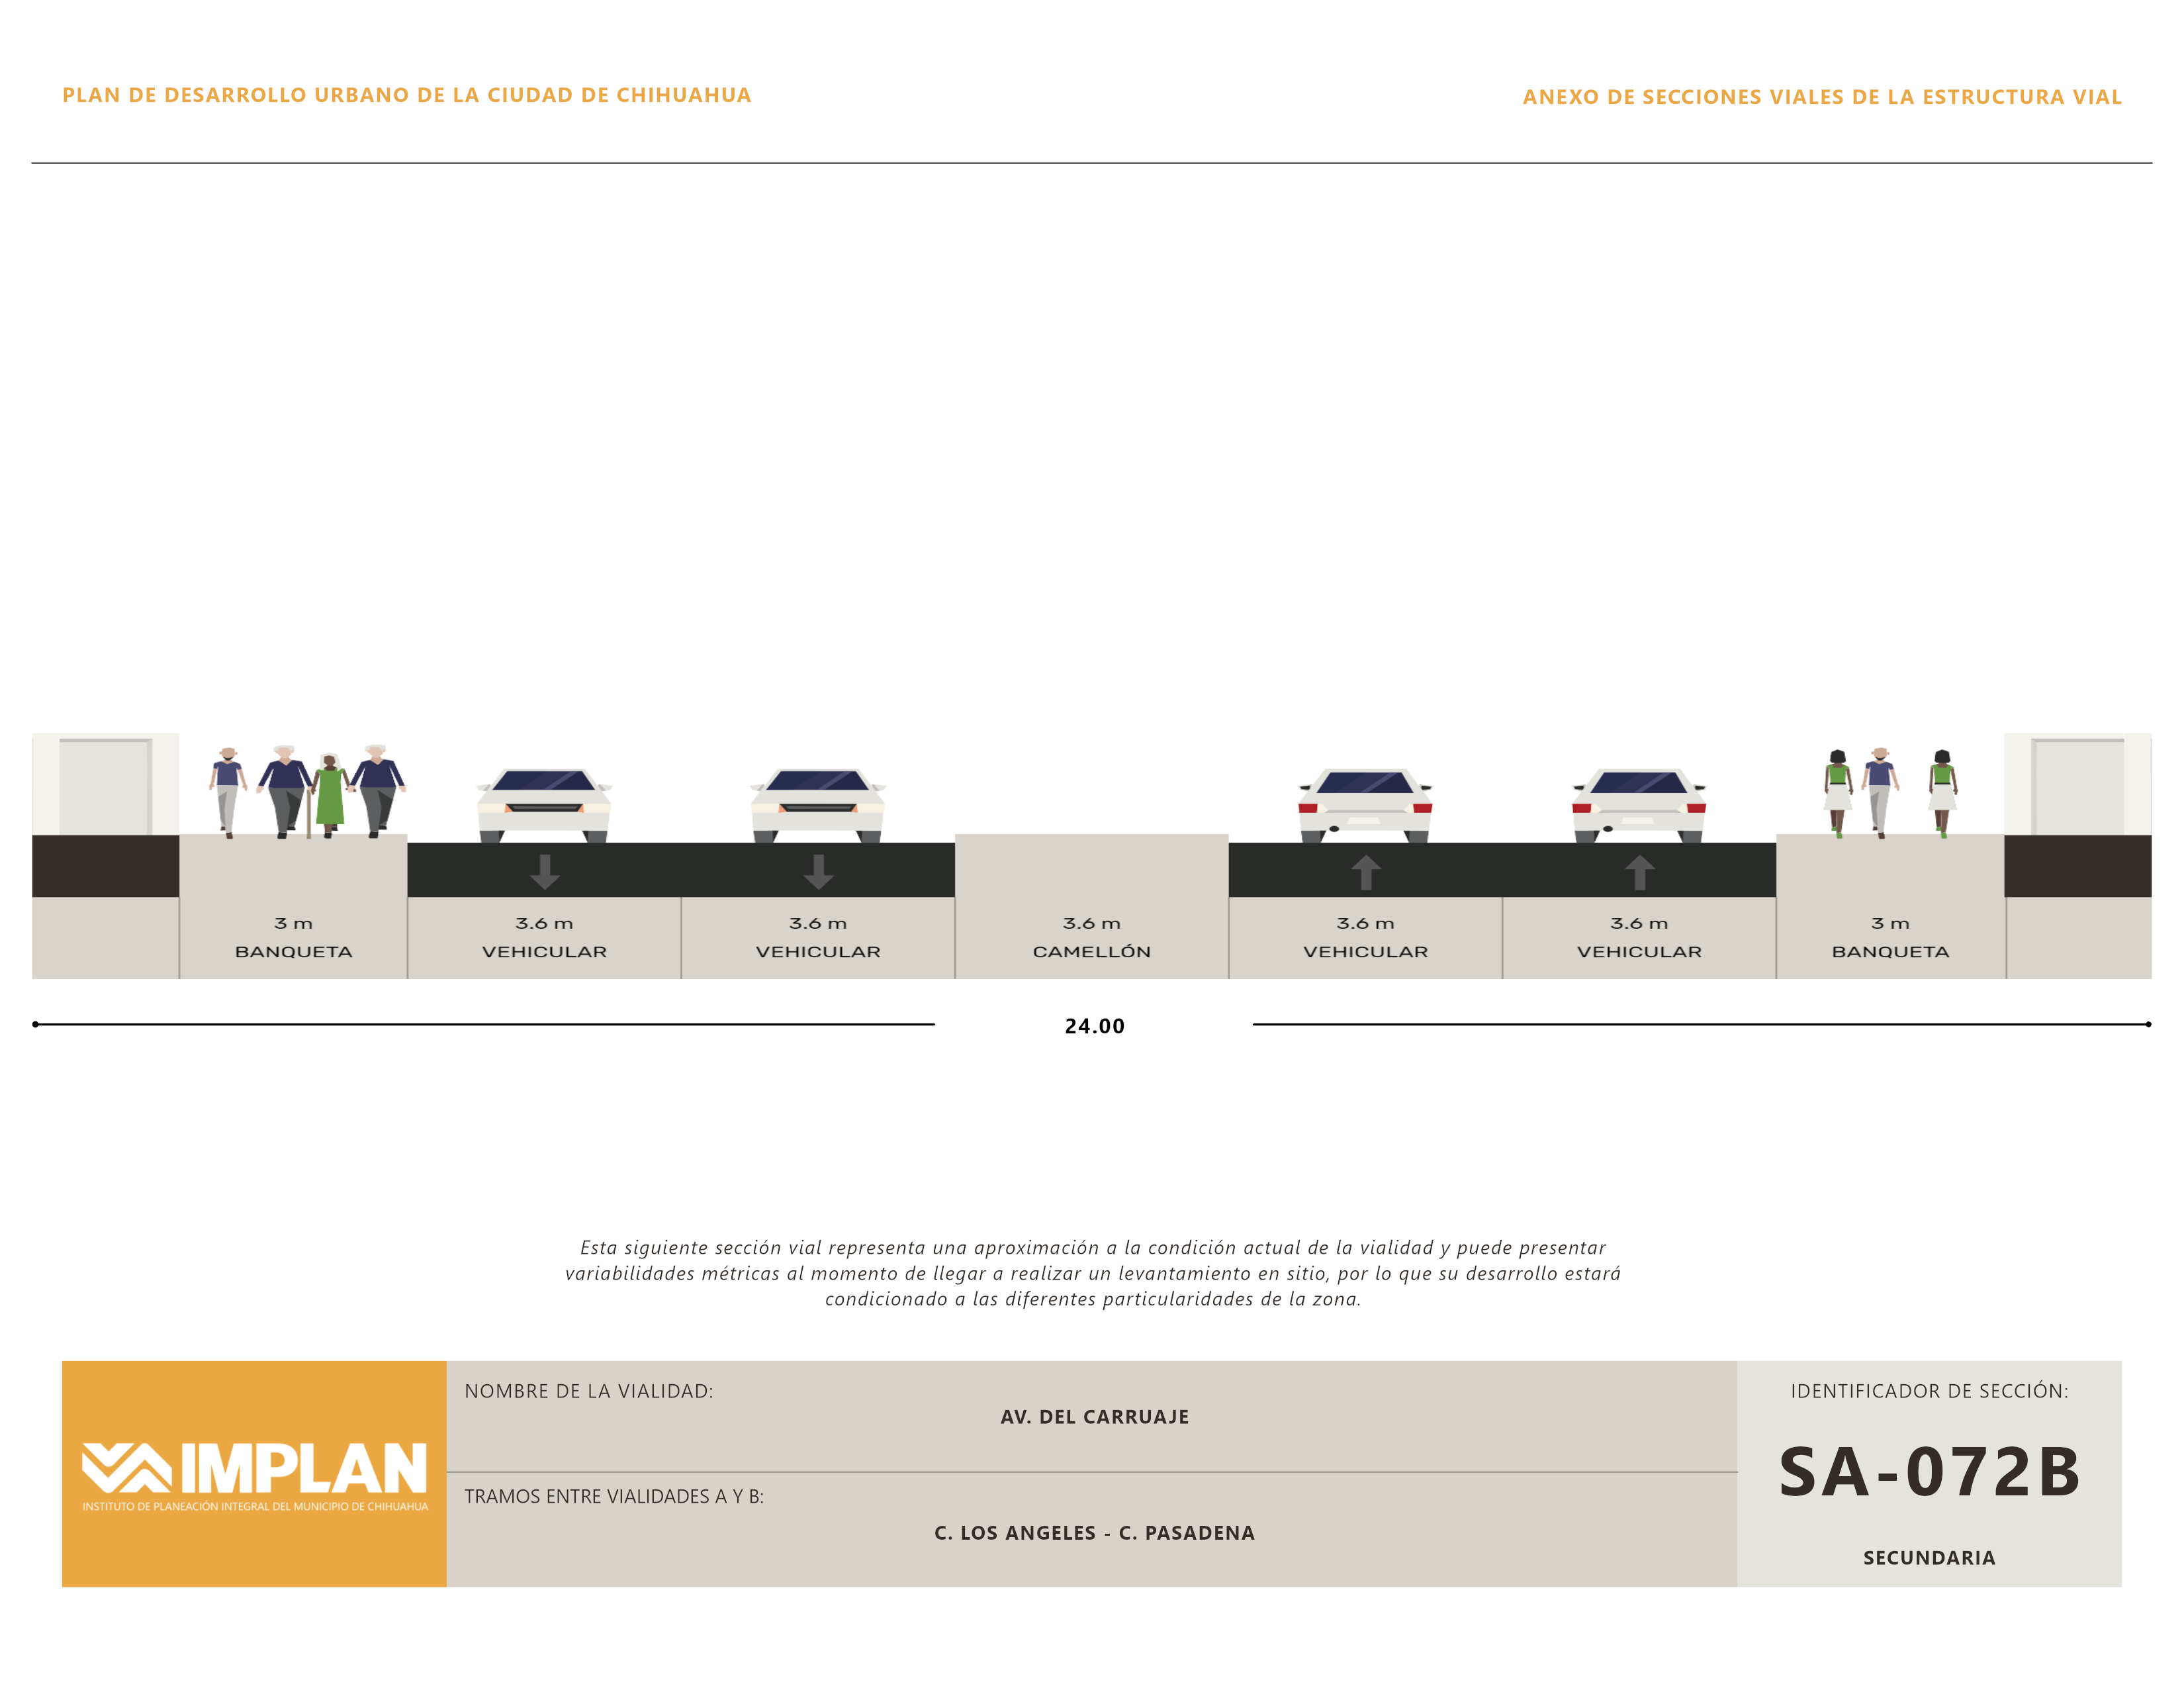 PLAN DE DESARROLLO URBANO DE LA CIUDAD DE CHIHUAHUA
ANEXO DE SECCIONES VIALES DE LA ESTRUCTURA VIAL
3 m
BANQUETA
3.6 m
VEHICULAR
3.6 m
VEHICULAR
3.6 m
CAMELLÓN
3.6 m
VEHICULAR
3.6 m
VEHICULAR
3 m
BANQUETA
24.00
Esta siguiente sección vial representa una aproximación a la condición actual de la vialidad y puede presentar
variabilidades métricas al momento de llegar a realizar un levantamiento en sitio, por lo que su desarrollo estará
condicionado a las diferentes particularidades de la zona.
IMPLAN
INSTITUTO DE PLANEACIÓN INTEGRAL DEL MUNICIPIO DE CHIHUAHUA
NOMBRE DE LA VIALIDAD:
AV. DEL CARRUAJE
TRAMOS ENTRE VIALIDADES A Y B:
C. LOS ANGELES - C. PASADENA
IDENTIFICADOR DE SECCIÓN:
SA-072B
SECUNDARIA